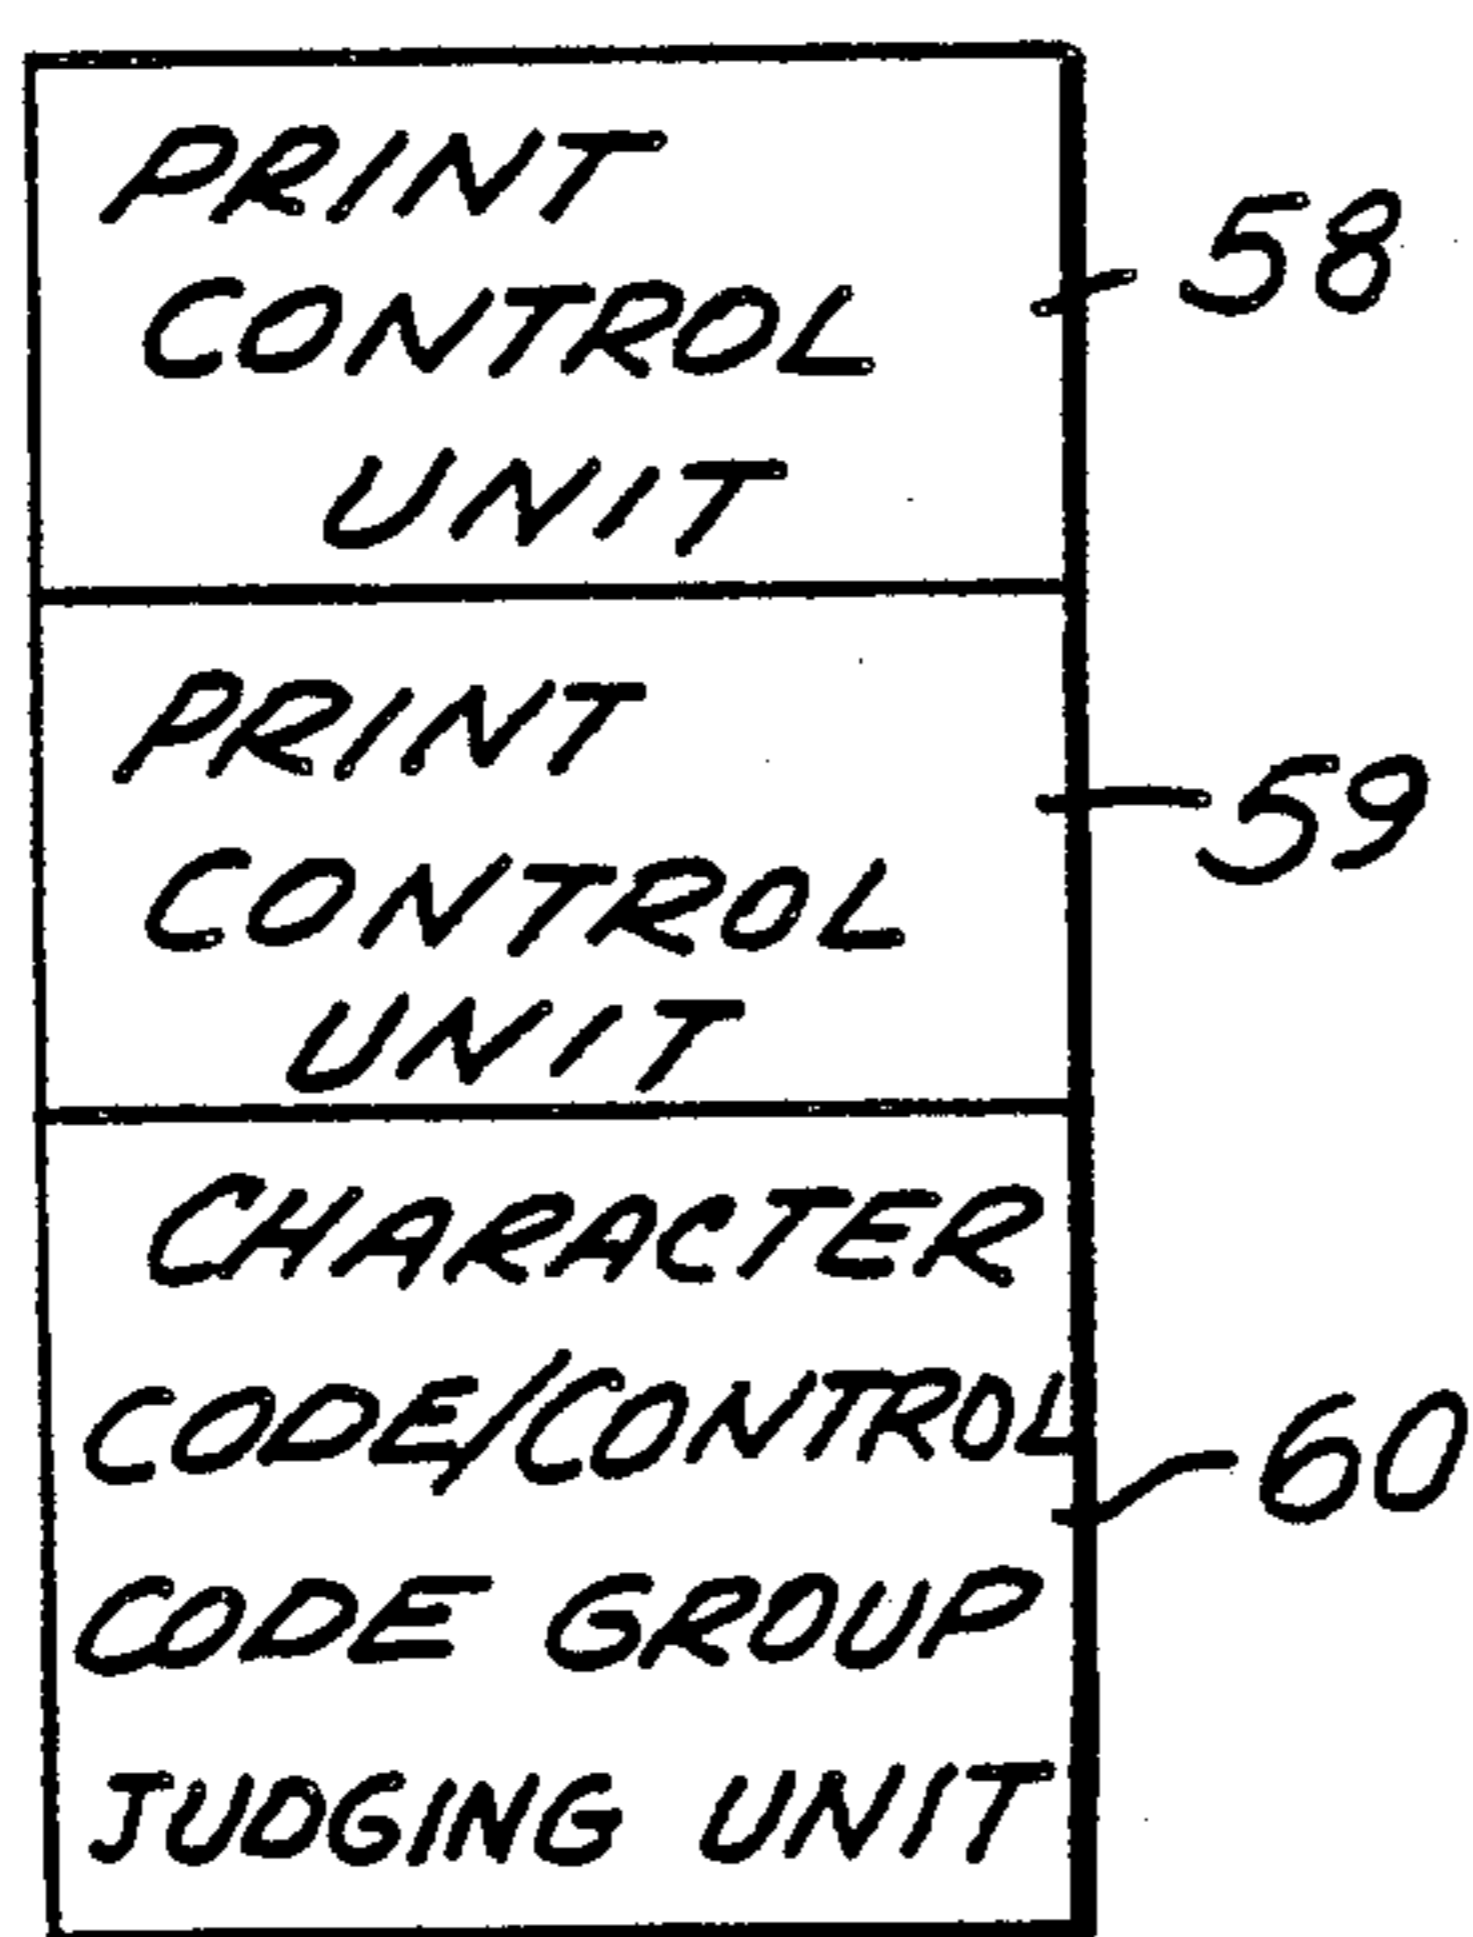 PRINT
CONTROL
UNIT
58
PRINT
CONTROL
UNIT
59
CHARACTER
CODE/CONTROL
CODE GROUP
JUDGING UNIT
60